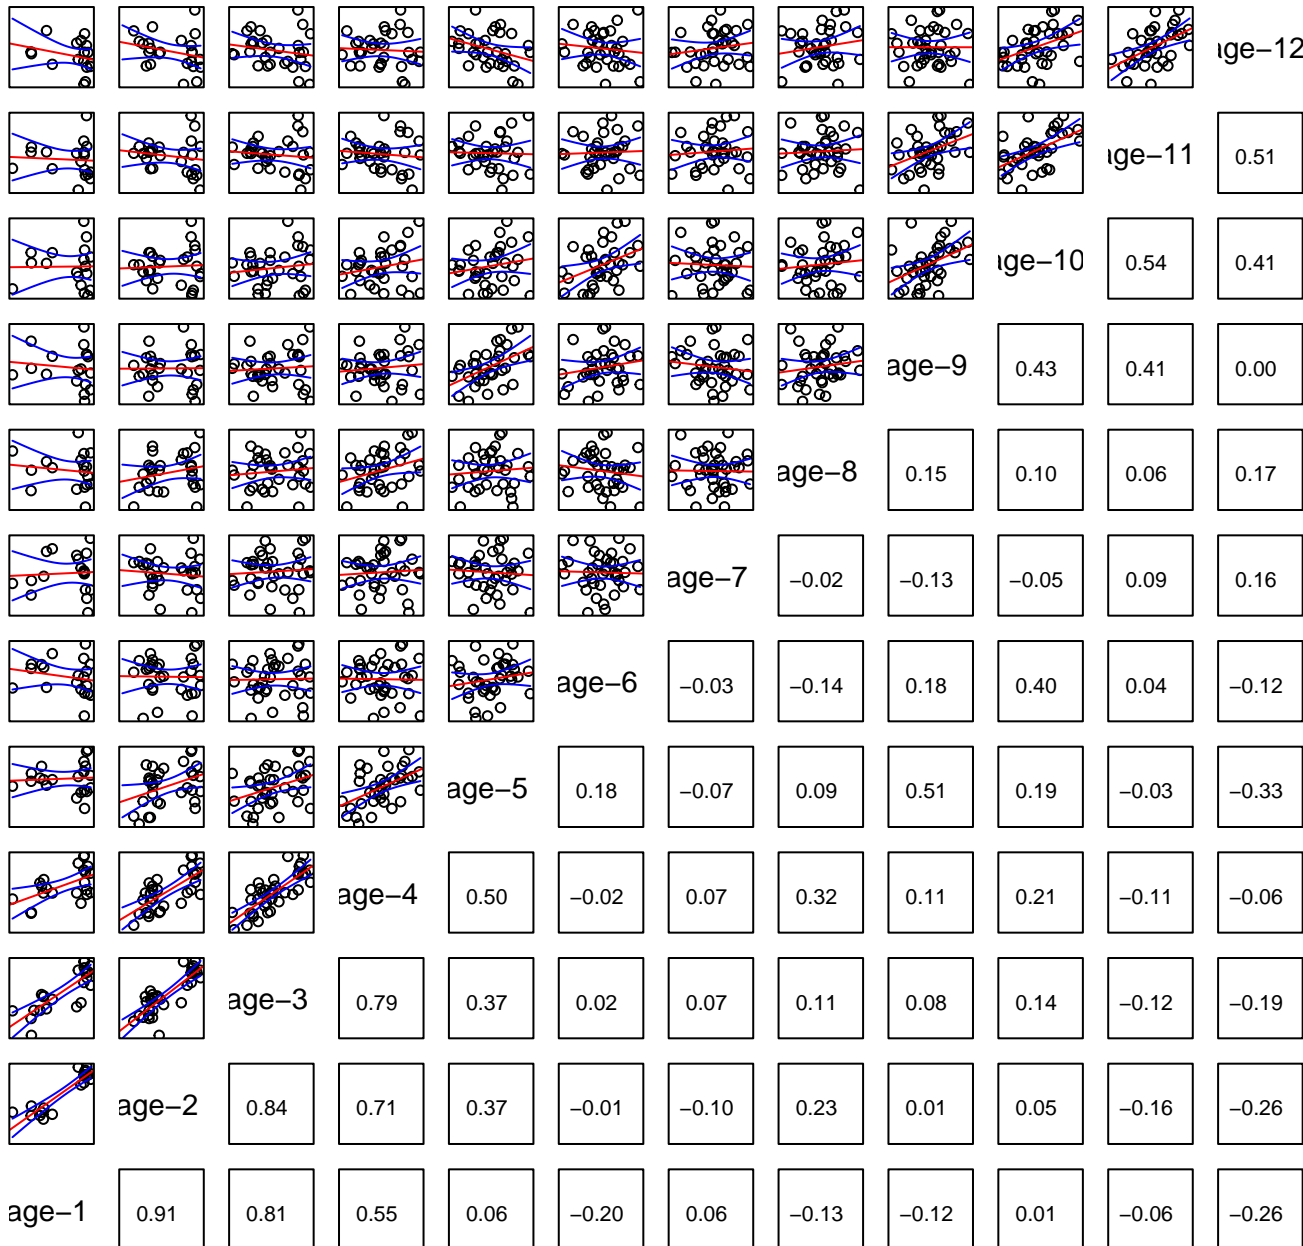 age−12
age−11 0.51
age−10 0.54 0.41
age−9 0.43 0.41 0.00
age−8 0.15 0.10 0.06 0.17
age−7 −0.02 −0.13 −0.05 0.09 0.16
age−6 −0.03 −0.14 0.18 0.40 0.04 −0.12
age−5 0.18 −0.07 0.09 0.51 0.19 −0.03 −0.33
age−4 0.50 −0.02 0.07 0.32 0.11 0.21 −0.11 −0.06
age−3 0.79 0.37 0.02 0.07 0.11 0.08 0.14 −0.12 −0.19
age−2 0.84 0.71 0.37 −0.01 −0.10 0.23 0.01 0.05 −0.16 −0.26
age−1 0.91 0.81 0.55 0.06 −0.20 0.06 −0.13 −0.12 0.01 −0.06 −0.26